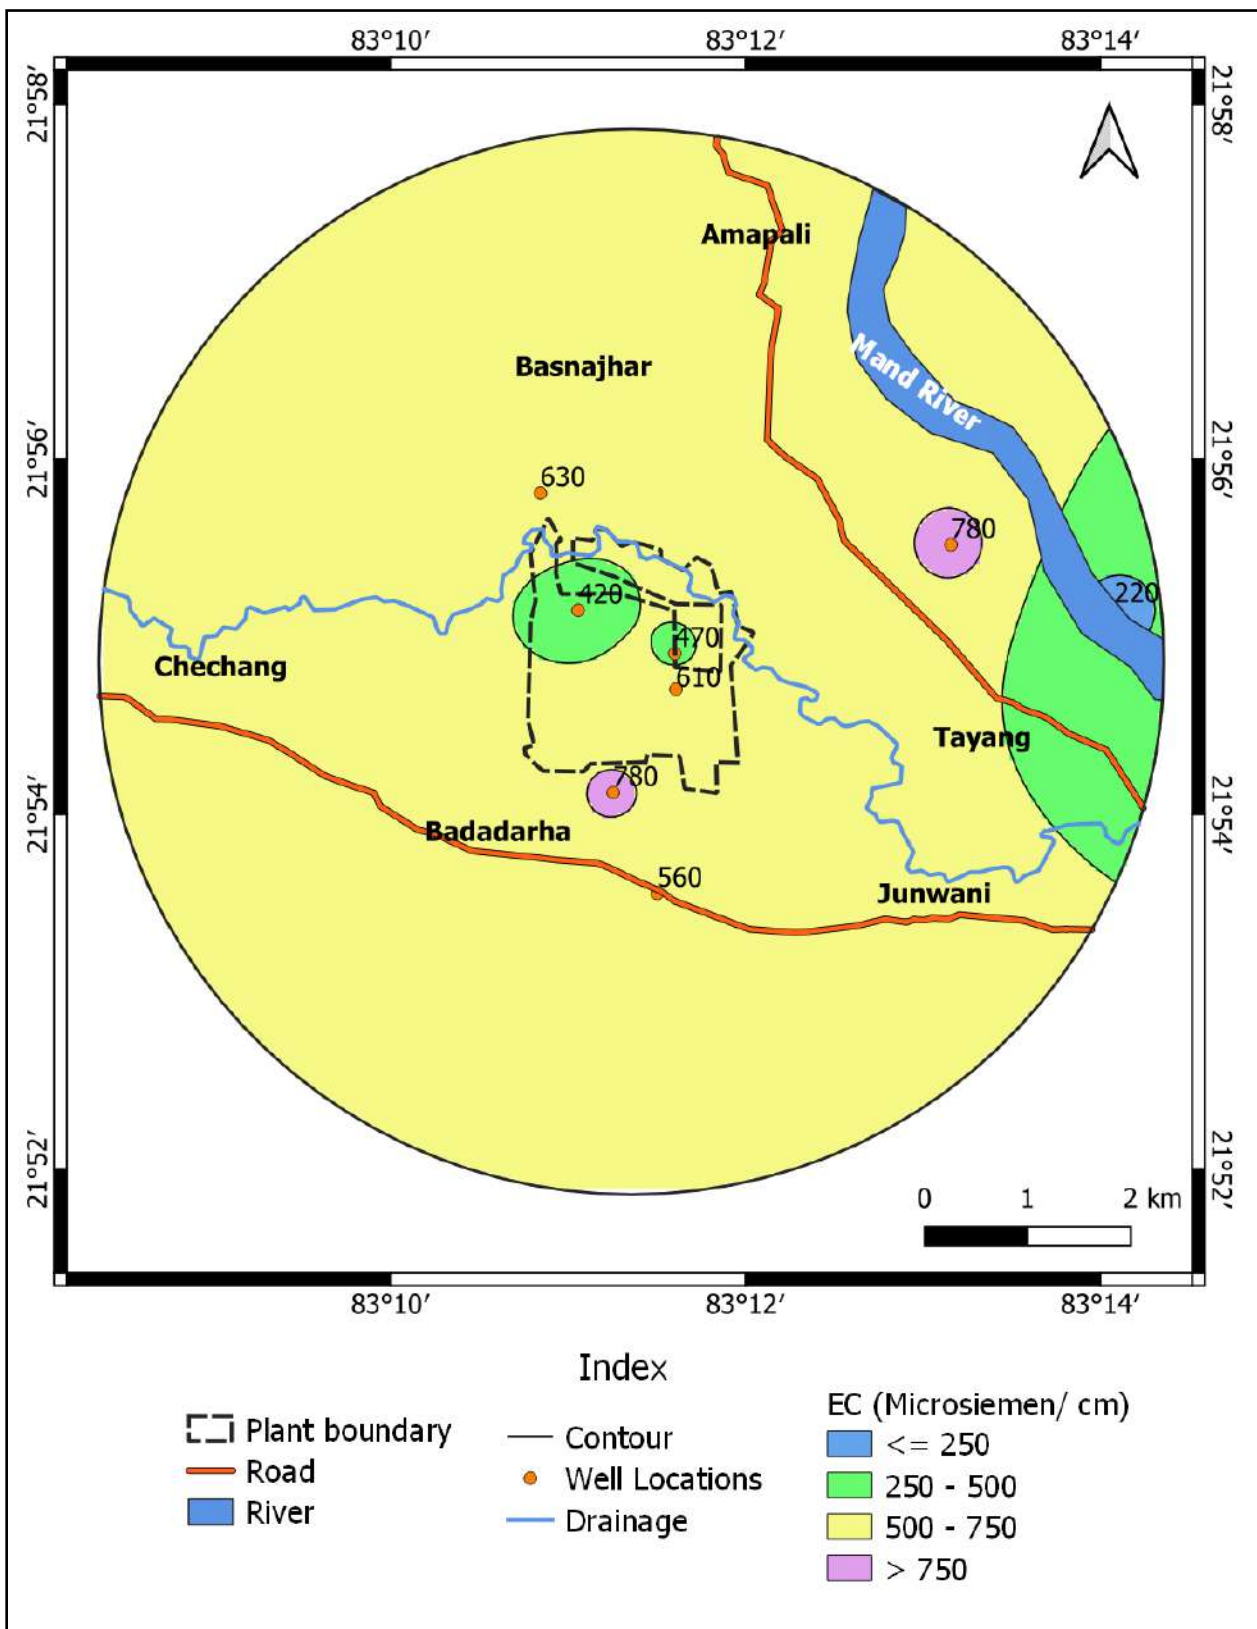 83°10′ 83°12′ 83°14′
21°58′ 21°58′
Amapali
Basnajhar
Mand River
21°56′ 21°56′
630
780
420
220
470
Chechang
610
Tayang
780
21°54′ 21°54′
Badadarha
560
Junwani
21°52′ 21°52′
0 1 2 km
83°10′ 83°12′ 83°14′
Index
Plant boundary
Road
River
Contour
Well Locations
Drainage
EC (Microsiemen/ cm)
<= 250
250 - 500
500 - 750
> 750